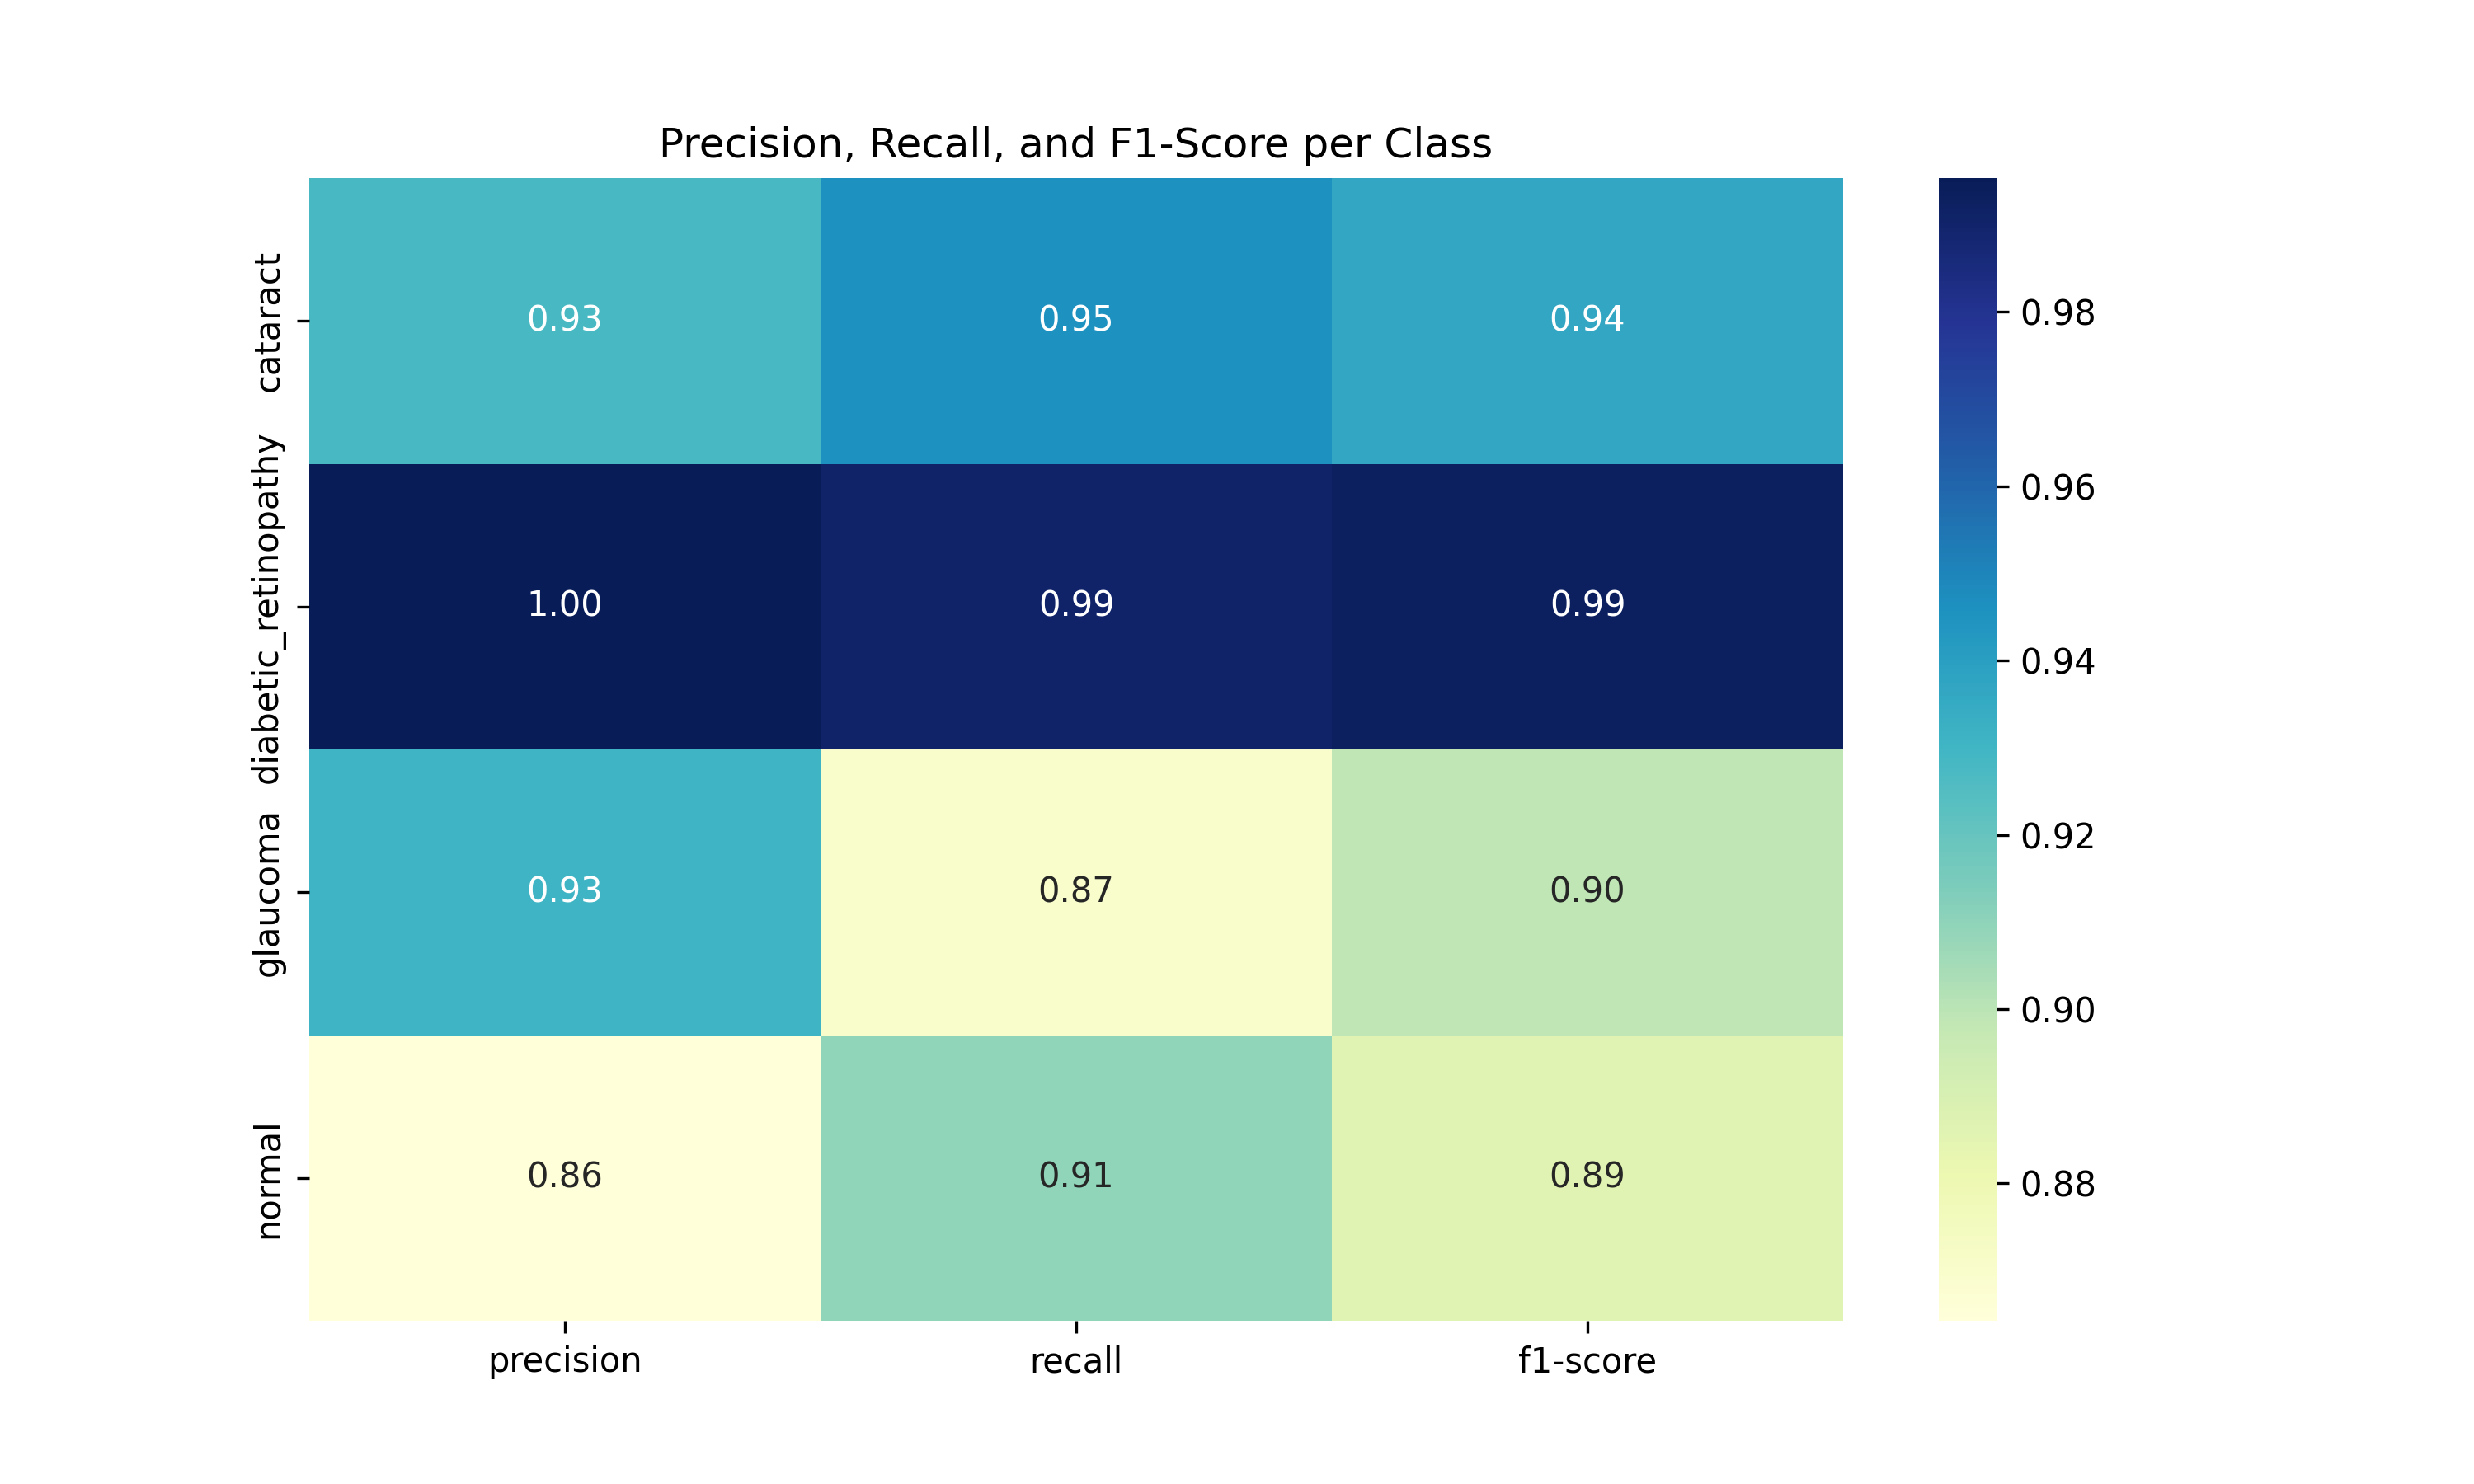 Precision, Recall, and F1-Score per Class
cataract
0.93 0.95 0.94
diabetic_retinopathy
1.00 0.99 0.99
glaucoma
0.93 0.87 0.90
normal
0.86 0.91 0.89
precision recall f1-score
0.98
0.96
0.94
0.92
0.90
0.88